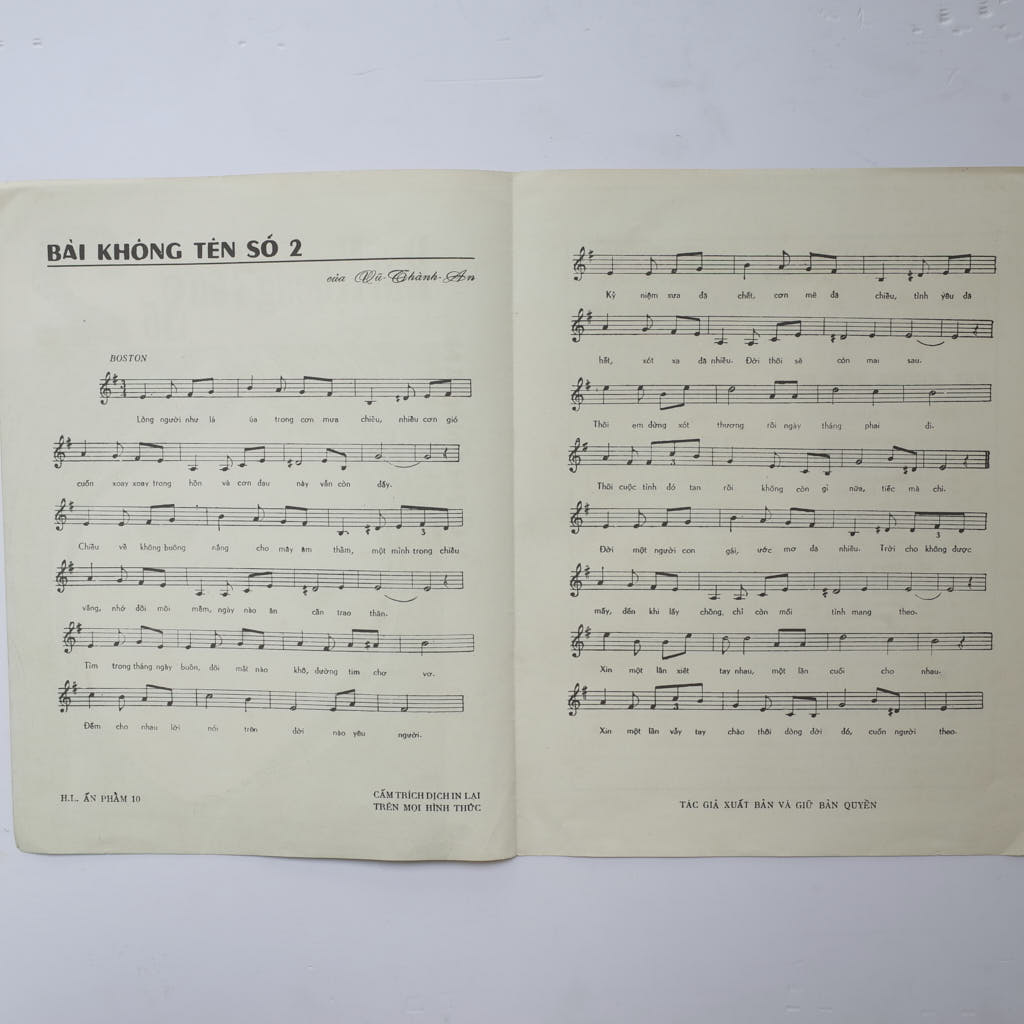 BÀI KHÔNG TÊN SỐ 2
của Vũ-Thành-An
BOSTON
Lòng người như lá úa trong cơn mưa chiều, nhiều cơn gió
cuốn xoay xoay trong hồn và cơn đau này vẫn còn đầy.
Chiều về không buông nắng cho mây âm thầm, một mình trong chiều
vắng, nhớ đôi môi mềm, ngày nào ân cần trao thân.
Tìm trong tháng ngày buồn, đôi mắt nào khô, đường tìm chơ vơ.
Đếm cho nhau lời nói trên đời nào yêu người.
H.L. ẤN PHẨM 10
CẤM TRÍCH DỊCH IN LẠI
TRÊN MỌI HÌNH THỨC
Kỷ niệm xưa đã chết, cơn mê đã chiều, tình yêu đã
hết, xót xa đã nhiều. Đời thôi sẽ còn mai sau.
Thôi em đừng xót thương rồi ngày tháng phai đi.
Thôi cuộc tình đó tan rồi không còn gì nữa, tiếc mà chi.
3
Đời một người con gái, ước mơ đã nhiều. Trời cho không được
3
mấy, đến khi lấy chồng, chỉ còn mối tình mang theo.
Xin một lần xiết tay nhau, một lần cuối cho nhau.
Xin một lần vẫy tay chào thôi dòng đời đó, cuốn người theo.
3
TÁC GIẢ XUẤT BẢN VÀ GIỮ BẢN QUYỀN